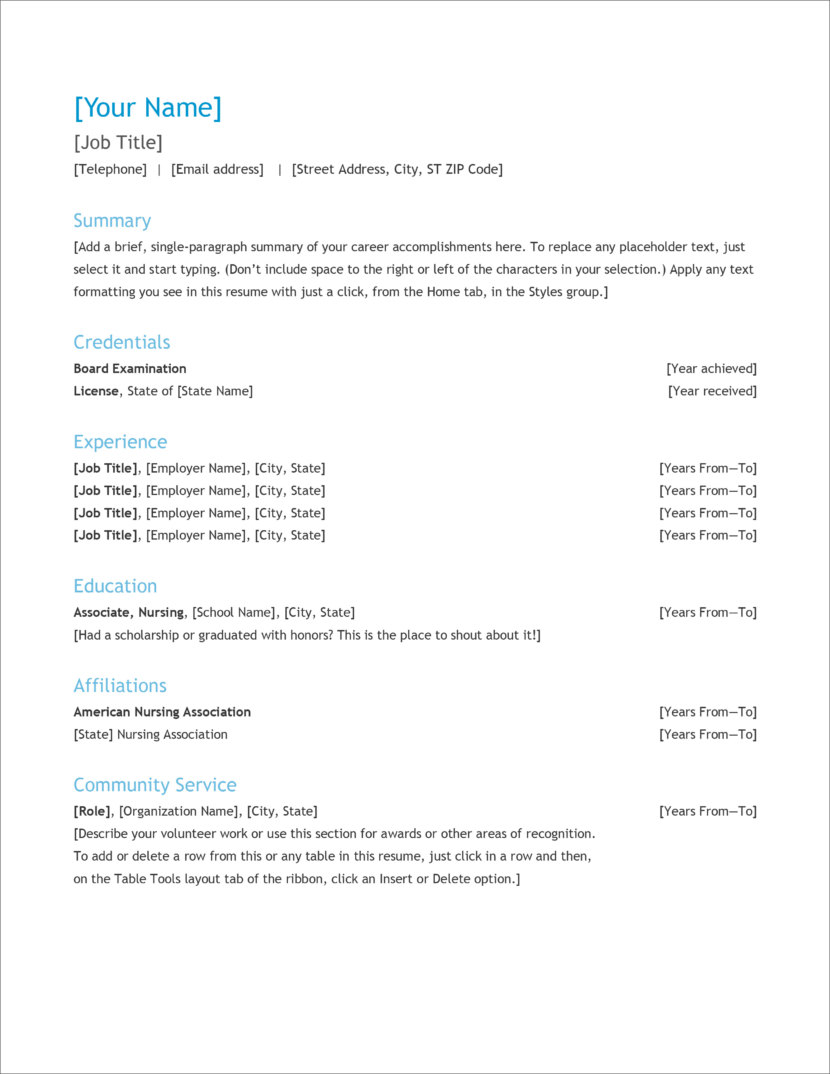 [Your Name]
[Job Title]
[Telephone] | [Email address] | [Street Address, City, ST ZIP Code]
Summary
[Add a brief, single-paragraph summary of your career accomplishments here. To replace any placeholder text, just
select it and start typing. (Don’t include space to the right or left of the characters in your selection.) Apply any text
formatting you see in this resume with just a click, from the Home tab, in the Styles group.]
Credentials
Board Examination [Year achieved]
License, State of [State Name] [Year received]
Experience
[Job Title], [Employer Name], [City, State] [Years From—To]
[Job Title], [Employer Name], [City, State] [Years From—To]
[Job Title], [Employer Name], [City, State] [Years From—To]
[Job Title], [Employer Name], [City, State] [Years From—To]
Education
Associate, Nursing, [School Name], [City, State] [Years From—To]
[Had a scholarship or graduated with honors? This is the place to shout about it!]
Affiliations
American Nursing Association [Years From—To]
[State] Nursing Association [Years From—To]
Community Service
[Role], [Organization Name], [City, State] [Years From—To]
[Describe your volunteer work or use this section for awards or other areas of recognition.
To add or delete a row from this or any table in this resume, just click in a row and then,
on the Table Tools layout tab of the ribbon, click an Insert or Delete option.]